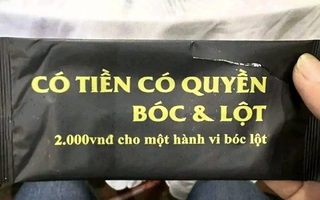 CÓ TIỀN CÓ QUYỀN
BÓC & LỘT
2.000vnđ cho một hành vi bóc lột